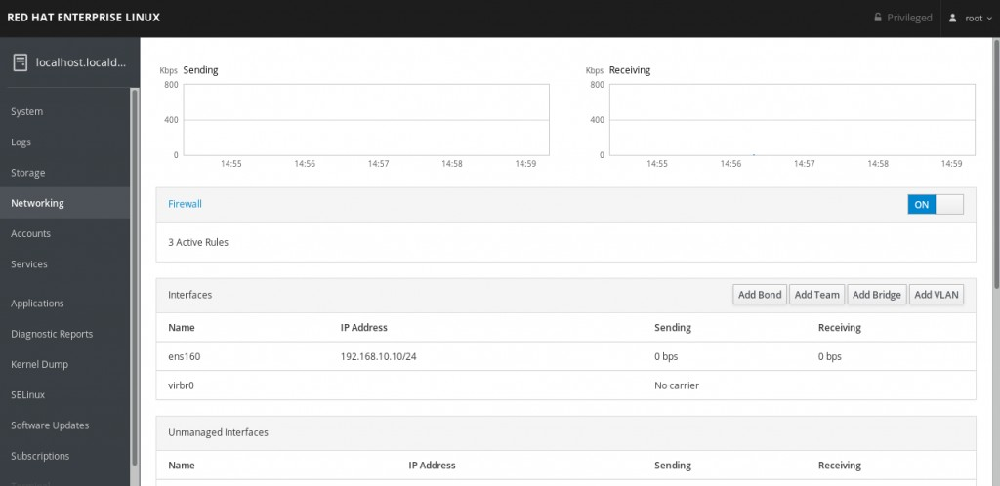 RED HAT ENTERPRISE LINUX
Privileged
root
localhost.locald...
System
Logs
Storage
Networking
Accounts
Services
Applications
Diagnostic Reports
Kernel Dump
SELinux
Software Updates
Subscriptions
Kbps Sending
800
400
0
14:55 14:56 14:57 14:58 14:59
Kbps Receiving
800
400
0
14:55 14:56 14:57 14:58 14:59
Firewall ON
3 Active Rules
Interfaces Add Bond Add Team Add Bridge Add VLAN
Name IP Address Sending Receiving
ens160 192.168.10.10/24 0 bps 0 bps
virbr0 No carrier
Unmanaged Interfaces
Name IP Address Sending Receiving